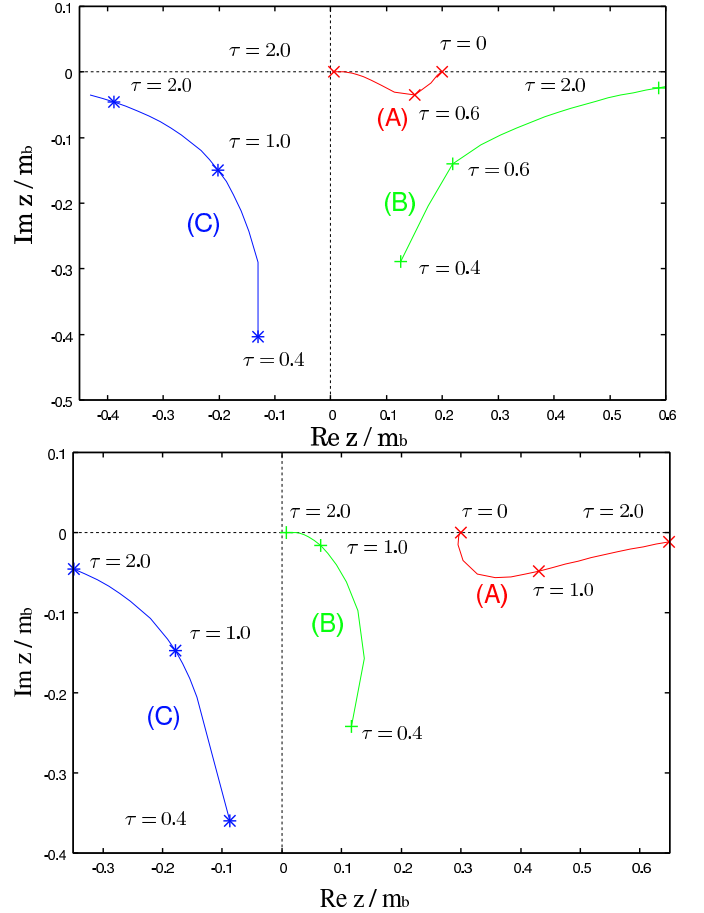 0.1
τ = 2.0
τ = 0
0
τ = 2.0
τ = 2.0
(A)
τ = 0.6
-0.1
τ = 1.0
τ = 0.6
Im z / mb
-0.2
(C)
(B)
-0.3
τ = 0.4
-0.4
τ = 0.4
-0.5
-0.4 -0.3 -0.2 -0.1 0 0.1 0.2 0.3 0.4 0.5 0.6
Re z / mb
0.1
τ = 2.0
τ = 0
τ = 2.0
0
τ = 2.0
τ = 1.0
(A)
τ = 1.0
-0.1
τ = 1.0
(B)
Im z / mb
-0.2
(C)
τ = 0.4
-0.3
τ = 0.4
-0.4
-0.3 -0.2 -0.1 0 0.1 0.2 0.3 0.4 0.5 0.6
Re z / mb